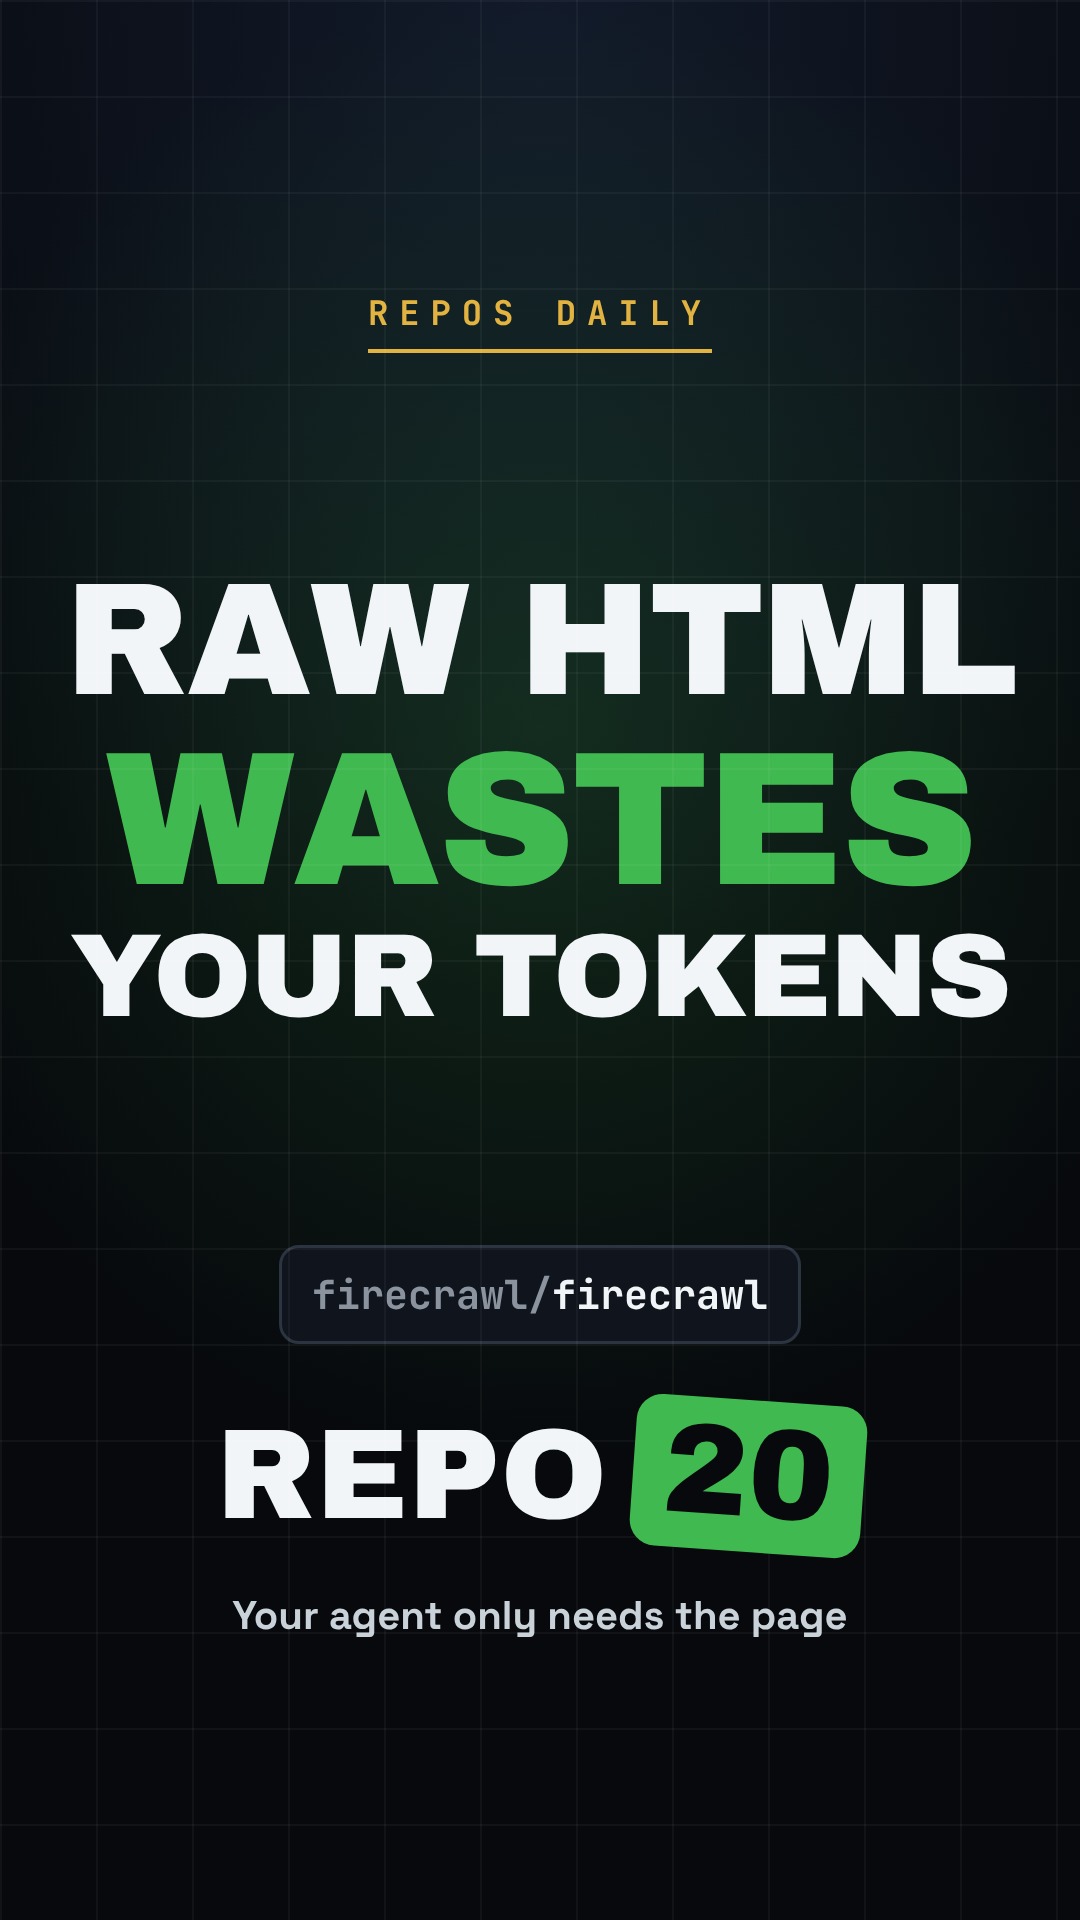 REPOS DAILY
RAW HTML
WASTES
YOUR TOKENS
firecrawl/firecrawl
REPO 20
Your agent only needs the page